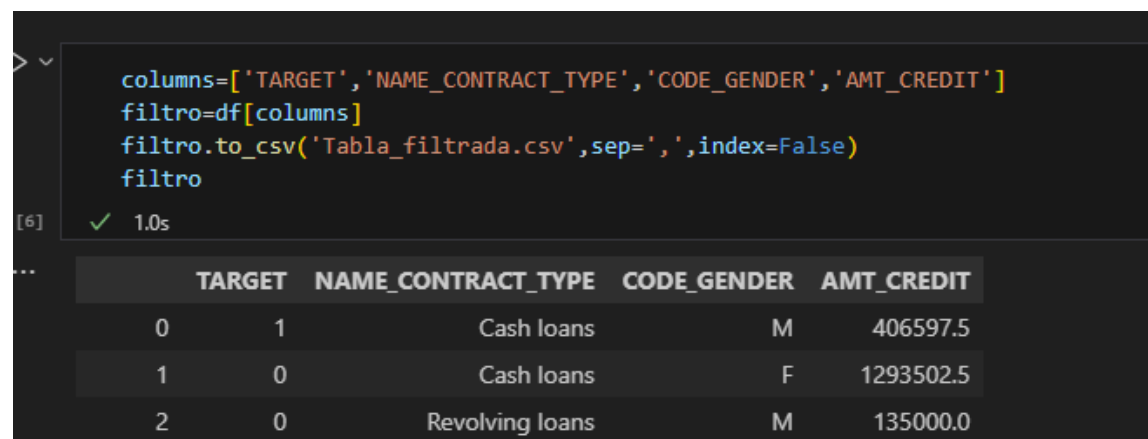 columns=['TARGET','NAME_CONTRACT_TYPE','CODE_GENDER','AMT_CREDIT']
filtro=df[columns]
filtro.to_csv('Tabla_filtrada.csv',sep=',',index=False)
filtro
[6] ✓ 1.0s
...
TARGET NAME_CONTRACT_TYPE CODE_GENDER AMT_CREDIT
0 1 Cash loans M 406597.5
1 0 Cash loans F 1293502.5
2 0 Revolving loans M 135000.0